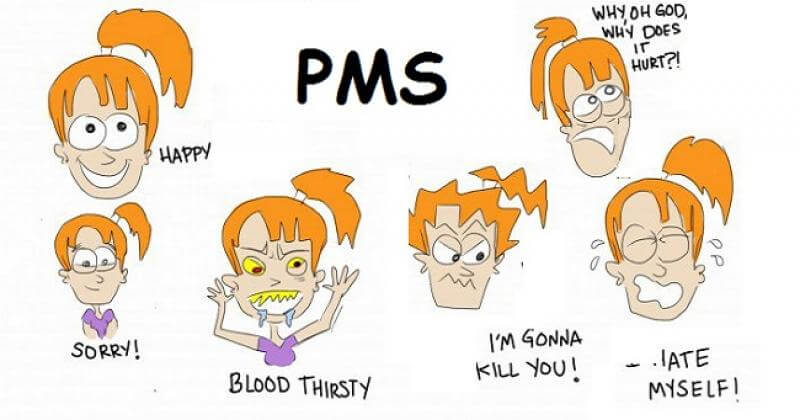 PMS
WHY, OH GOD,
WHY DOES
IT
HURT?!
HAPPY
SORRY!
BLOOD THIRSTY
I'M GONNA
KILL YOU!
MYSELF!